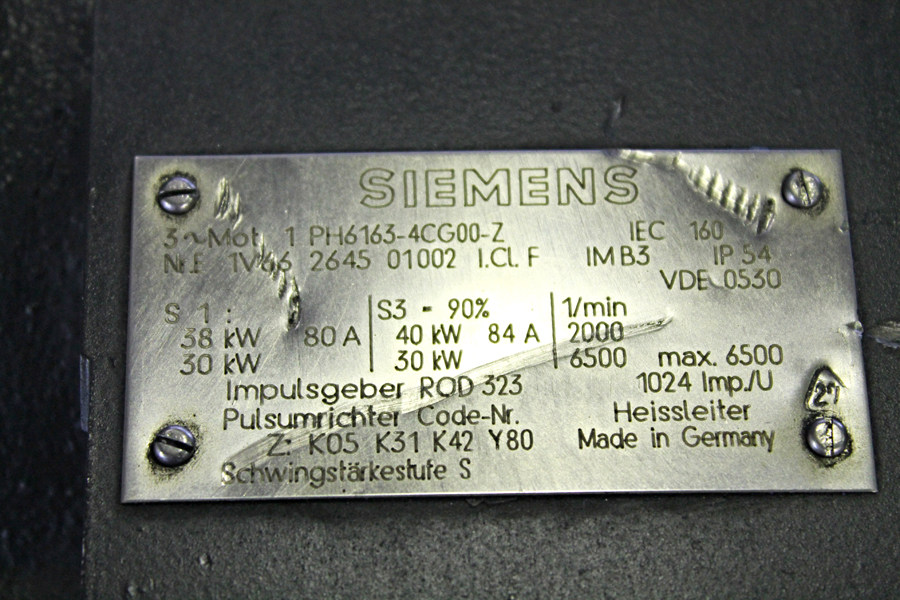 SIEMENS
3~Mot. 1 PH6163-4CG00-Z IEC 160
Nr.E 1V66 2645 01002 I.Cl. F IM B3 IP 54
VDE 0530
S 1 : S3 - 90% 1/min
38 kW 80 A 40 kW 84 A 2000
30 kW 30 kW 6500 max. 6500
Impulsgeber ROD 323 1024 Imp./U
Pulsumrichter Code-Nr. Heissleiter
Z: K05 K31 K42 Y80 Made in Germany
Schwingstärkestufe S
27